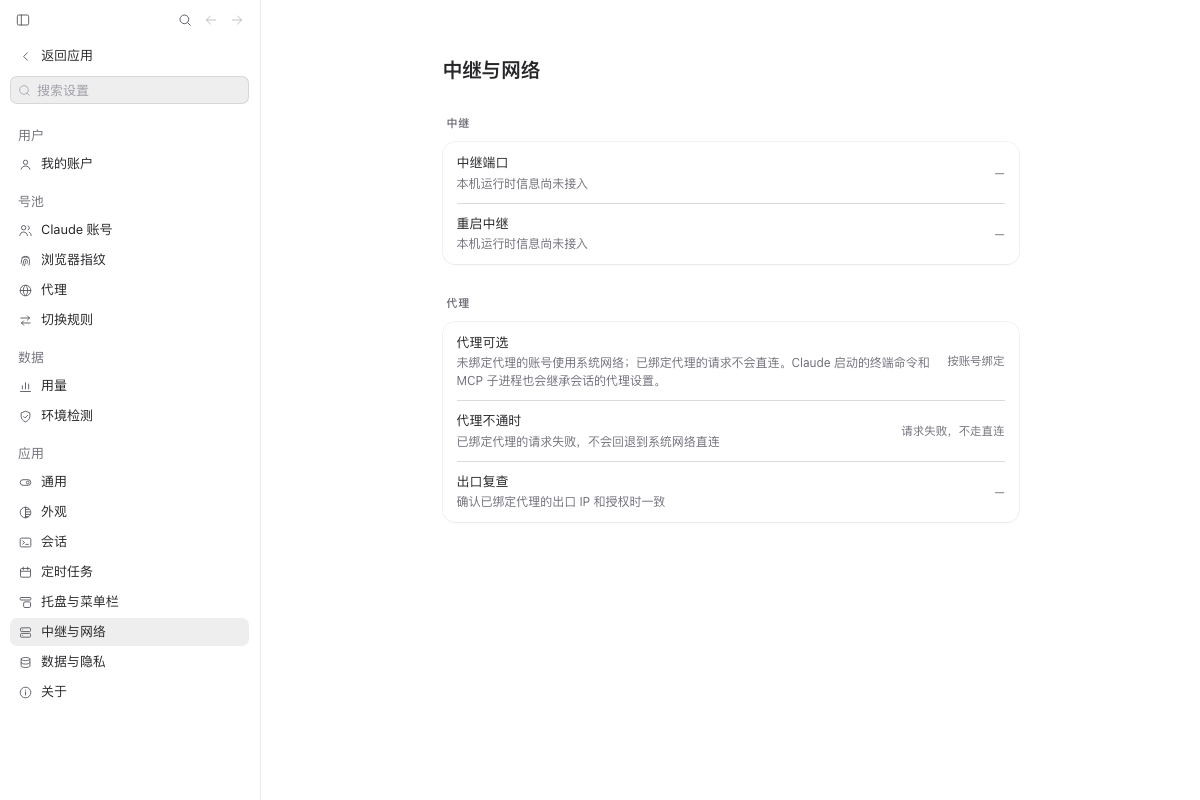 返回应用
搜索设置
用户
我的账户
号池
Claude 账号
浏览器指纹
代理
切换规则
数据
用量
环境检测
应用
通用
外观
会话
定时任务
托盘与菜单栏
中继与网络
数据与隐私
关于
中继与网络
中继
中继端口
本机运行时信息尚未接入
—
重启中继
本机运行时信息尚未接入
—
代理
代理可选
未绑定代理的账号使用系统网络；已绑定代理的请求不会直连。Claude 启动的终端命令和
MCP 子进程也会继承会话的代理设置。
按账号绑定
代理不通时
已绑定代理的请求失败，不会回退到系统网络直连
请求失败，不走直连
出口复查
确认已绑定代理的出口 IP 和授权时一致
—